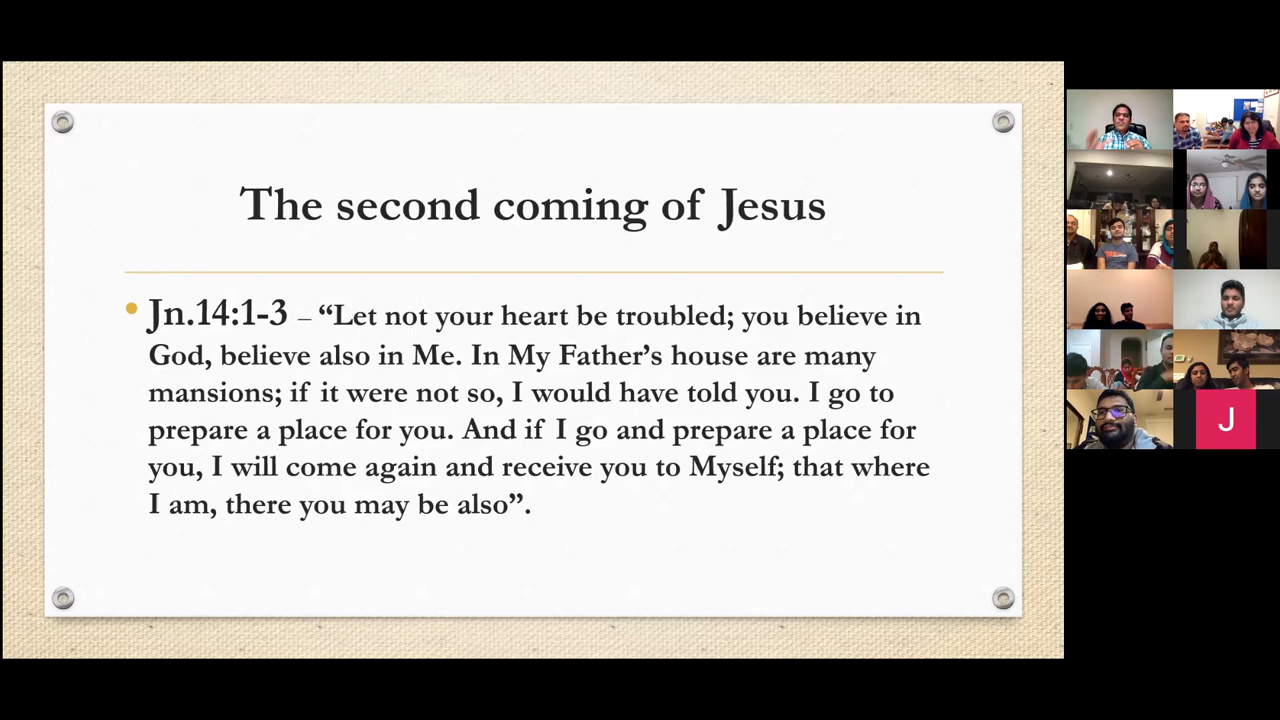 The second coming of Jesus
• Jn.14:1-3 – “Let not your heart be troubled; you believe in
God, believe also in Me. In My Father’s house are many
mansions; if it were not so, I would have told you. I go to
prepare a place for you. And if I go and prepare a place for
you, I will come again and receive you to Myself; that where
I am, there you may be also”.
J